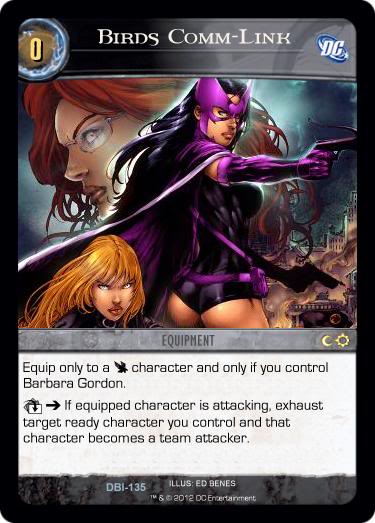 0
BIRDS COMM-LINK
DC
EQUIPMENT
Equip only to a character and only if you control
Barbara Gordon.
➔ If equipped character is attacking, exhaust
target ready character you control and that
character becomes a team attacker.
DBI-135
ILLUS: ED BENES
™ & © 2012 DC Entertainment